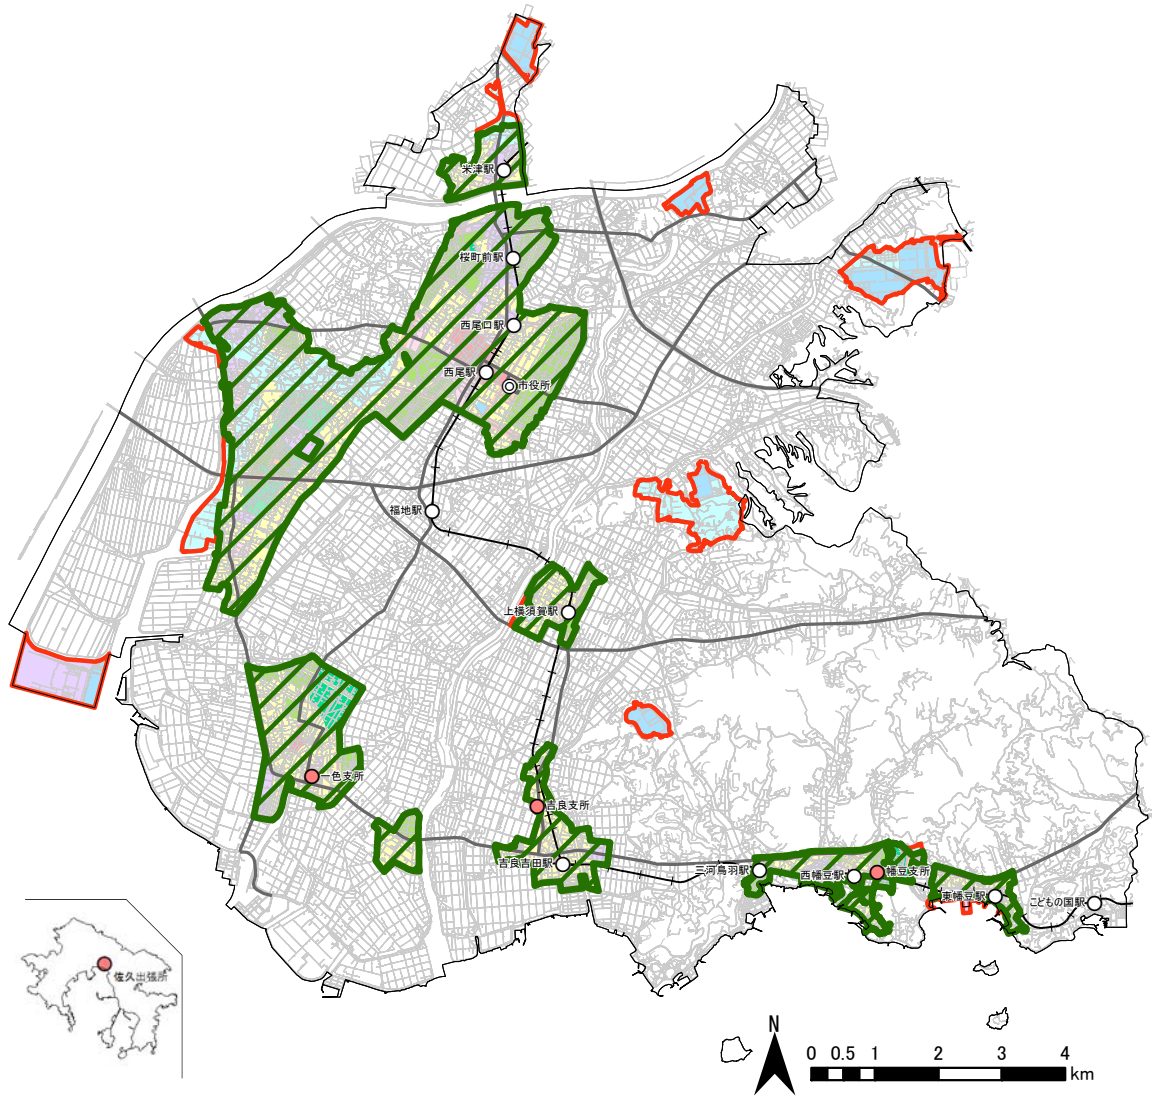 米津駅
桜町前駅
西尾口駅
西尾駅
市役所
福地駅
上横須賀駅
一色支所
吉良支所
吉良吉田駅
三河鳥羽駅
西幡豆駅
幡豆支所
東幡豆駅
こどもの国駅
佐久出張所
N
0 0.5 1 2 3 4
km